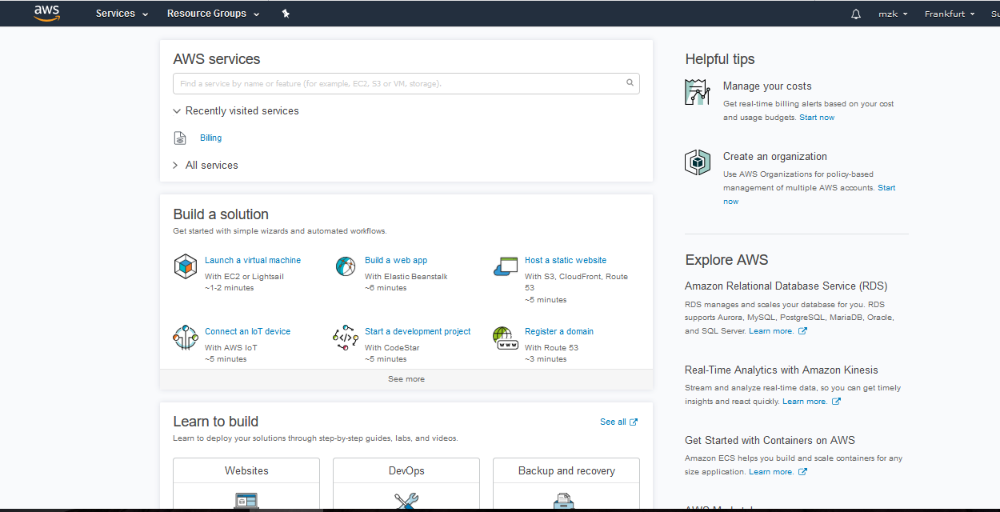 aws
Services
Resource Groups
mzk
Frankfurt
AWS services
Find a service by name or feature (for example, EC2, S3 or VM, storage).
Recently visited services
Billing
All services
Build a solution
Get started with simple wizards and automated workflows.
Launch a virtual machine
With EC2 or Lightsail
~1-2 minutes
Build a web app
With Elastic Beanstalk
~6 minutes
Host a static website
With S3, CloudFront, Route
53
~5 minutes
Connect an IoT device
With AWS IoT
~5 minutes
Start a development project
With CodeStar
~5 minutes
Register a domain
With Route 53
~3 minutes
www
See more
Learn to build
See all
Learn to deploy your solutions through step-by-step guides, labs, and videos.
Websites
DevOps
Backup and recovery
Helpful tips
Manage your costs
Get real-time billing alerts based on your cost
and usage budgets. Start now
Create an organization
Use AWS Organizations for policy-based
management of multiple AWS accounts. Start
now
Explore AWS
Amazon Relational Database Service (RDS)
RDS manages and scales your database for you. RDS
supports Aurora, MySQL, PostgreSQL, MariaDB, Oracle,
and SQL Server. Learn more.
Real-Time Analytics with Amazon Kinesis
Stream and analyze real-time data, so you can get timely
insights and react quickly. Learn more.
Get Started with Containers on AWS
Amazon ECS helps you build and scale containers for any
size application. Learn more.